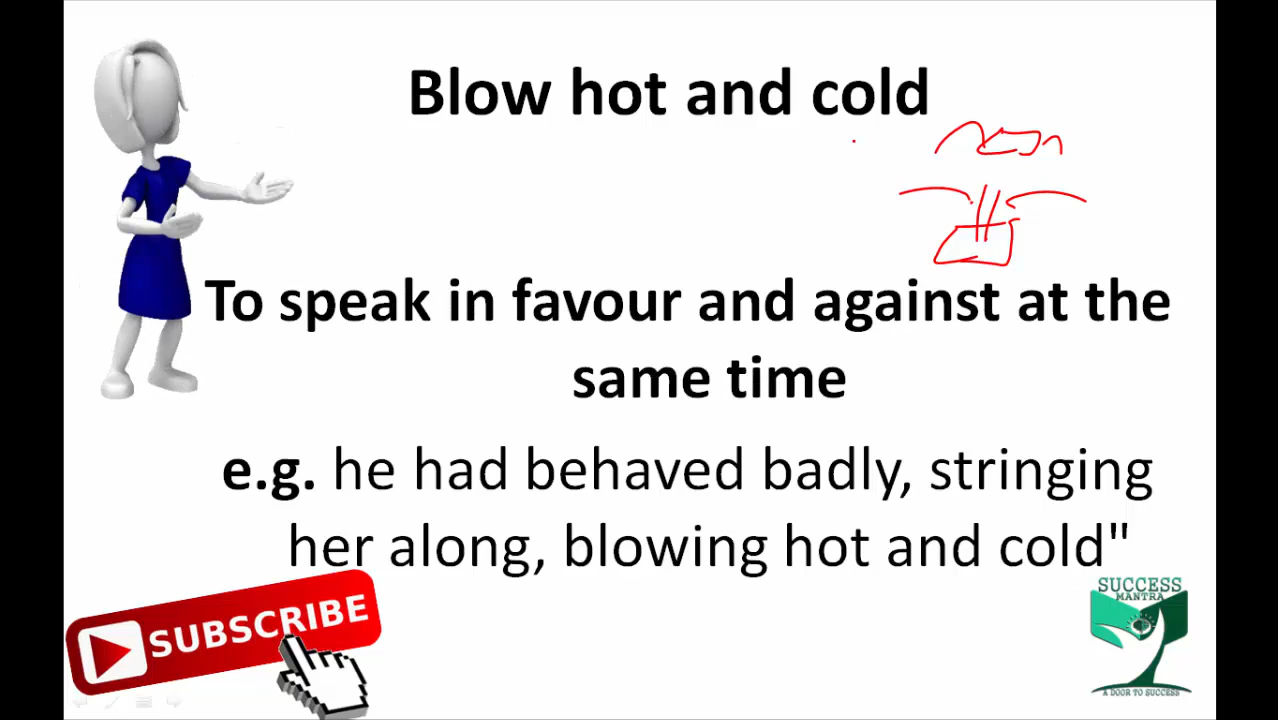 Blow hot and cold
To speak in favour and against at the
same time
e.g. he had behaved badly, stringing
her along, blowing hot and cold"
SUBSCRIBE
SUCCESS
MANTRA
A DOOR TO SUCCESS